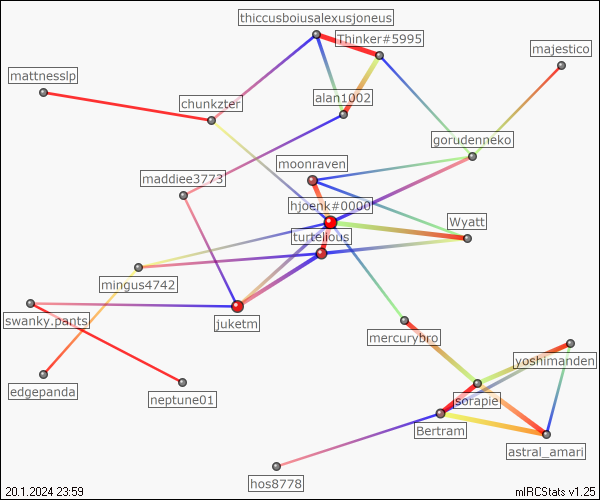 thiccusboiusalexusjoneus
Thinker#5995
majestico
mattnesslp
alan1002
chunkzter
gorudenneko
moonraven
maddiee3773
hjoenk#0000
Wyatt
turtelious
mingus4742
swanky.pants
juketm
mercurybro
yoshimanden
edgepanda
neptune01
sorapie
Bertram
astral_amari
hos8778
20.1.2024 23:59
mIRCStats v1.25